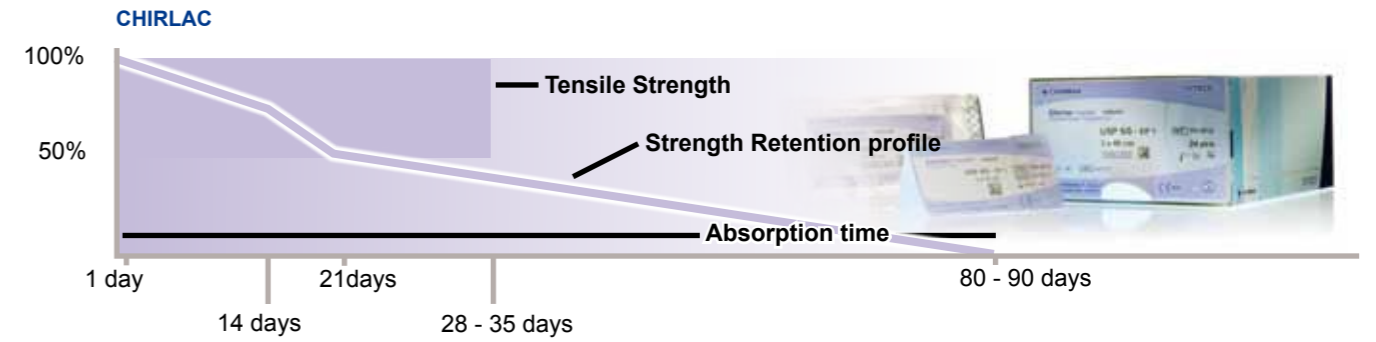 CHIRLAC
100%
Tensile Strength
Strength Retention profile
50%
Absorption time
1 day
21days
80 - 90 days
14 days
28 - 35 days